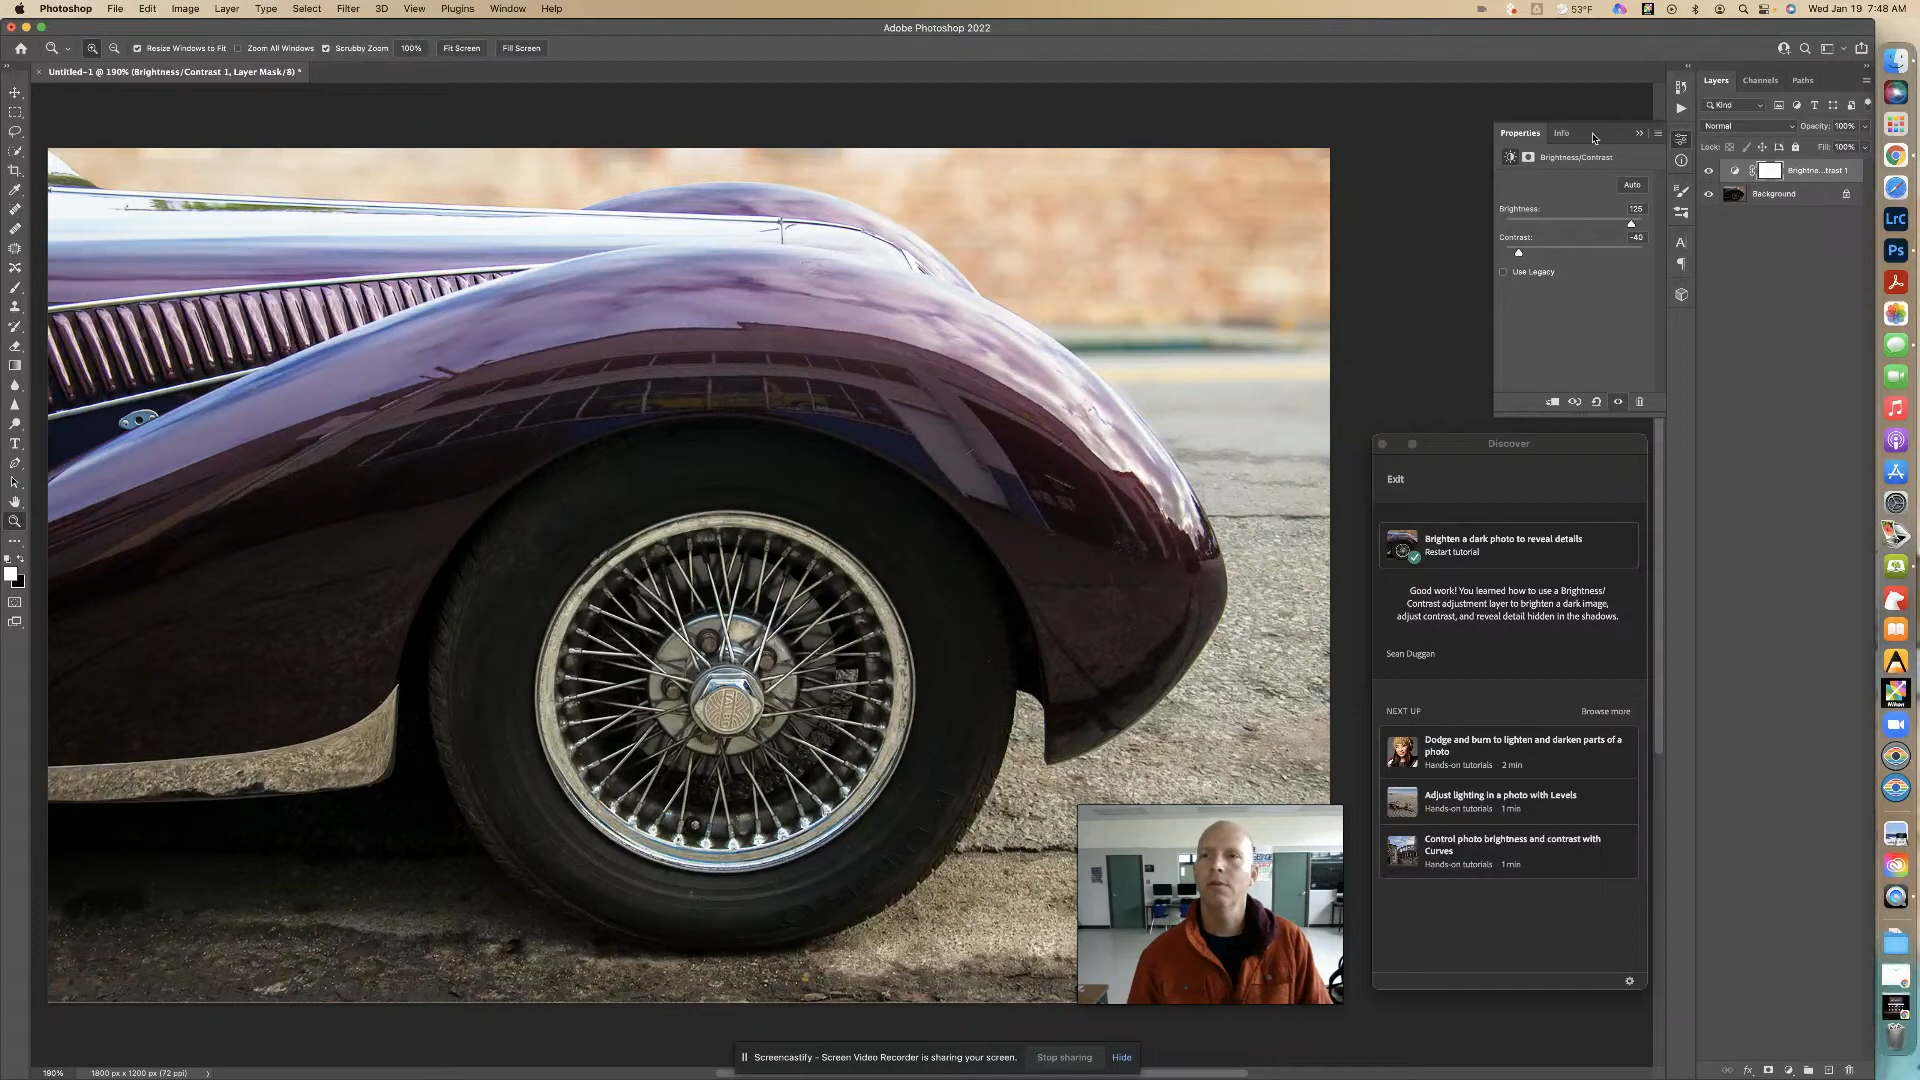 Photoshop File Edit Image Layer Type Select Filter 3D View Plugins Window Help
53°F Wed Jan 19 7:48 AM
Adobe Photoshop 2022
Resize Windows to Fit Zoom All Windows Scrubby Zoom 100% Fit Screen Fill Screen
Untitled-1 @ 190% (Brightness/Contrast 1, Layer Mask/8) *
Properties Info
Brightness/Contrast
Auto
Brightness: 125
Contrast: -40
Use Legacy
Layers Channels Paths
Kind
Normal Opacity: 100%
Lock: Fill: 100%
Brightne...trast 1
Background
Discover
Exit
Brighten a dark photo to reveal details
Restart tutorial
Good work! You learned how to use a Brightness/
Contrast adjustment layer to brighten a dark image,
adjust contrast, and reveal detail hidden in the shadows.
Sean Duggan
NEXT UP Browse more
Dodge and burn to lighten and darken parts of a
photo
Hands-on tutorials · 2 min
Adjust lighting in a photo with Levels
Hands-on tutorials · 1 min
Control photo brightness and contrast with
Curves
Hands-on tutorials · 1 min
LrC
Ps
Nikon
Screencastify - Screen Video Recorder is sharing your screen. Stop sharing Hide
190% 1800 px x 1200 px (72 ppi)